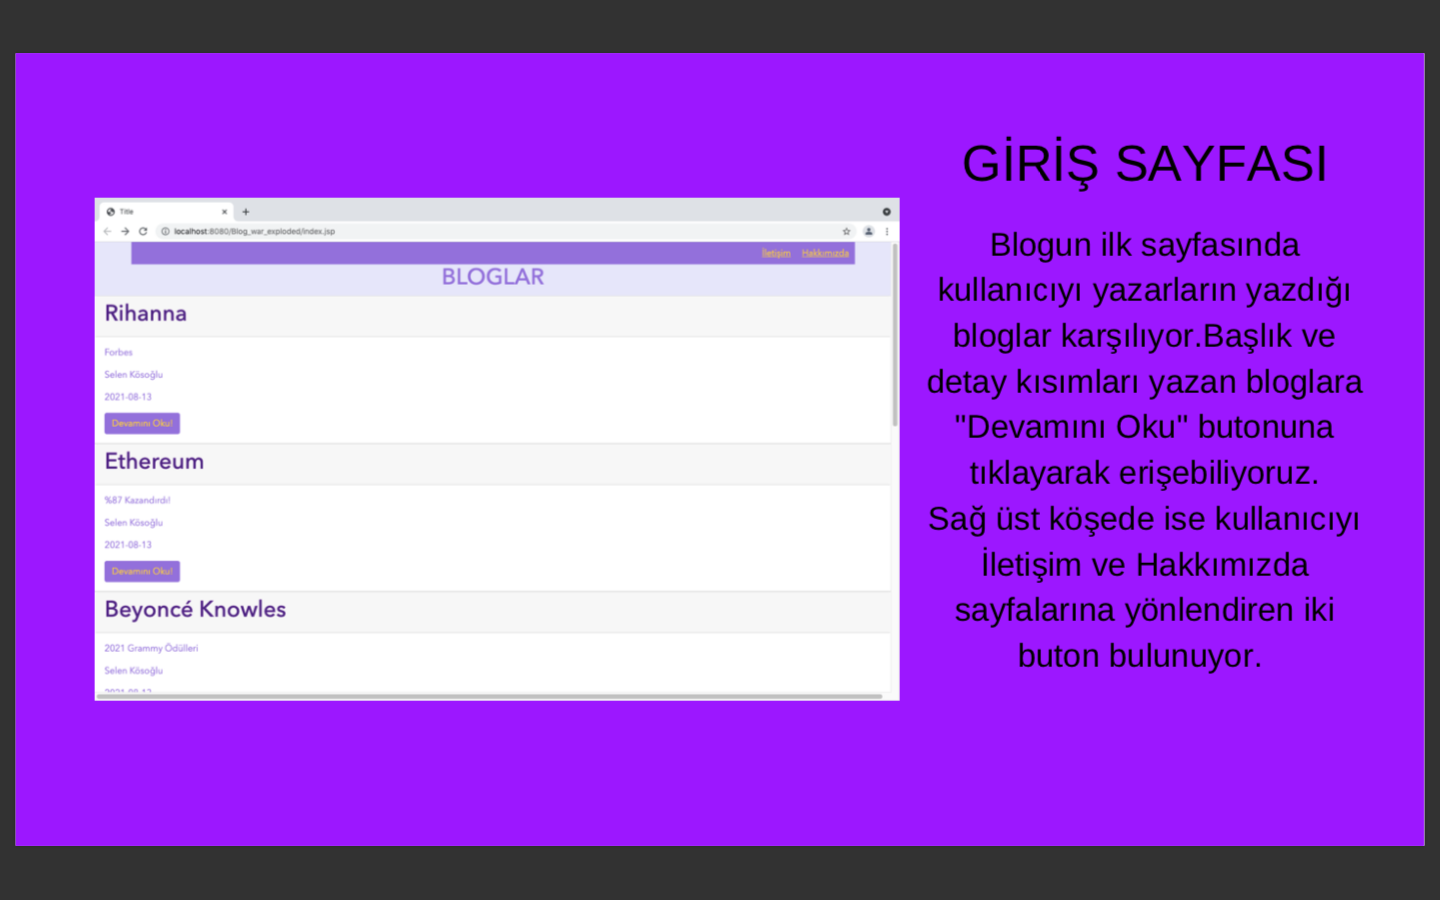 Title
localhost:8080/Blog_war_exploded/index.jsp
İletişim Hakkımızda
BLOGLAR
Rihanna
Forbes
Selen Kösoğlu
2021-08-13
Devamını Oku!
Ethereum
%87 Kazandırdı!
Selen Kösoğlu
2021-08-13
Devamını Oku!
Beyoncé Knowles
2021 Grammy Ödülleri
Selen Kösoğlu
GİRİŞ SAYFASI
Blogun ilk sayfasında
kullanıcıyı yazarların yazdığı
bloglar karşılıyor.Başlık ve
detay kısımları yazan bloglara
"Devamını Oku" butonuna
tıklayarak erişebiliyoruz.
Sağ üst köşede ise kullanıcıyı
İletişim ve Hakkımızda
sayfalarına yönlendiren iki
buton bulunuyor.